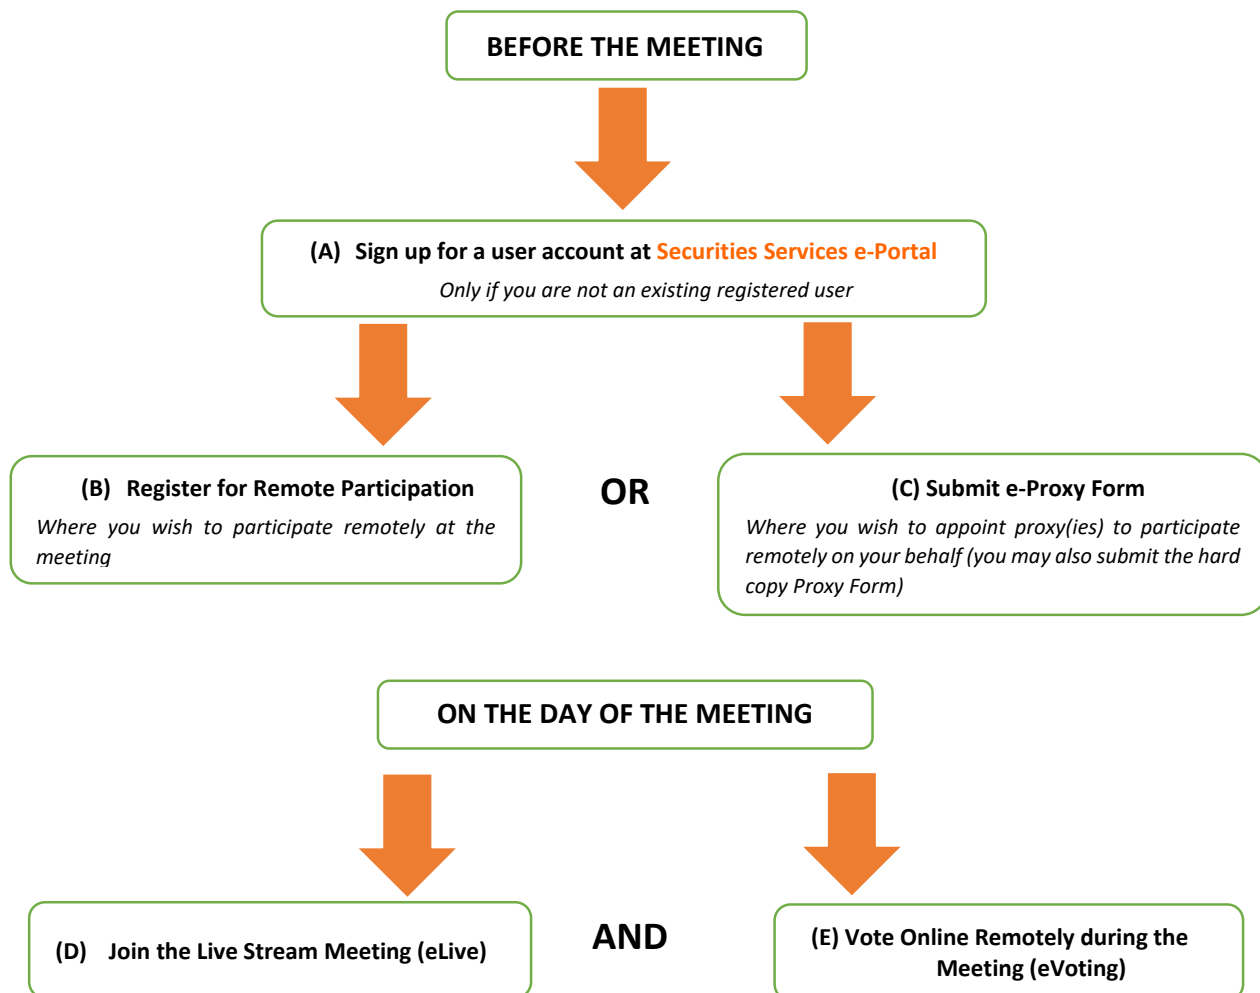 BEFORE THE MEETING
(A) Sign up for a user account at Securities Services e-Portal
Only if you are not an existing registered user
(B) Register for Remote Participation
Where you wish to participate remotely at the
meeting
OR
(C) Submit e-Proxy Form
Where you wish to appoint proxy(ies) to participate
remotely on your behalf (you may also submit the hard
copy Proxy Form)
ON THE DAY OF THE MEETING
(D) Join the Live Stream Meeting (eLive)
AND
(E) Vote Online Remotely during the
Meeting (eVoting)